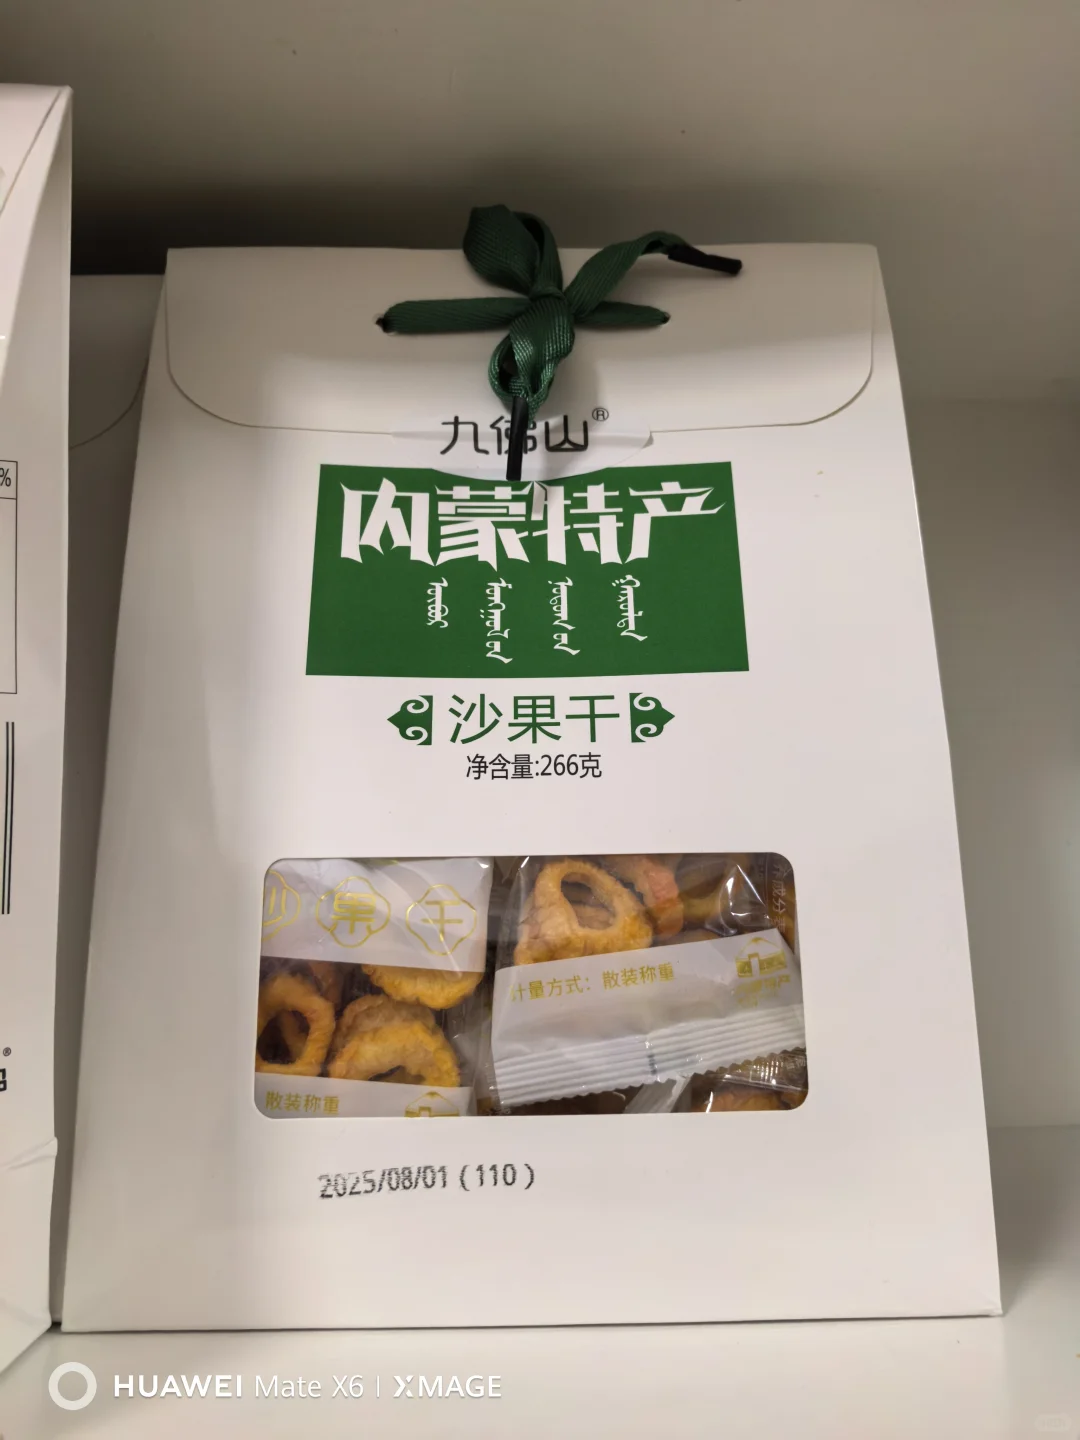 %
九佛山®
内蒙特产
沙果干
净含量:266克
沙果干
计量方式：散装称重
散装称重
2025/08/01 (110)
®
HUAWEI Mate X6 | XMAGE